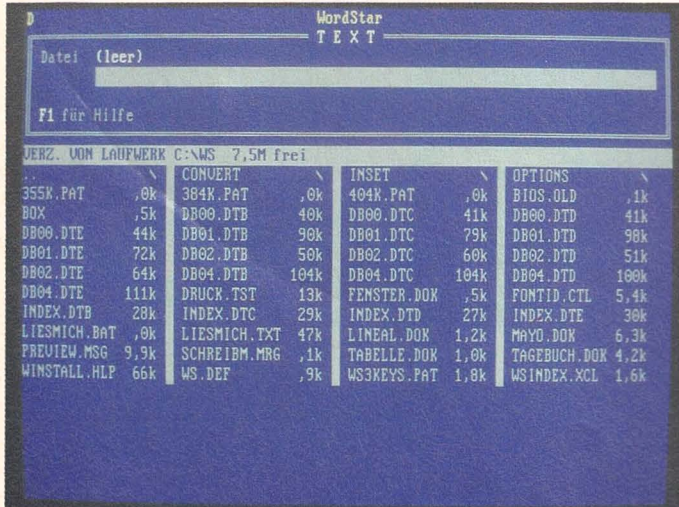 D WordStar
TEXT
Datei (leer)
F1 für Hilfe
VERZ. VON LAUFWERK C:\WS 7,5M frei
.. \ CONVERT \ INSET \ OPTIONS \
355K.PAT ,0k 384K.PAT ,0k 404K.PAT ,0k BIOS.OLD ,1k
BOX ,5k DB00.DTB 40k DB00.DTC 41k DB00.DTD 41k
DB00.DTE 44k DB01.DTB 90k DB01.DTC 79k DB01.DTD 98k
DB01.DTE 72k DB02.DTB 50k DB02.DTC 60k DB02.DTD 51k
DB02.DTE 64k DB04.DTB 104k DB04.DTC 104k DB04.DTD 100k
DB04.DTE 111k DRUCK.TST 13k FENSTER.DOK ,5k FONTID.CTL 5,4k
INDEX.DTB 28k INDEX.DTC 29k INDEX.DTD 27k INDEX.DTE 30k
LIESMICH.BAT ,0k LIESMICH.TXT 47k LINEAL.DOK 1,2k MAYO.DOK 6,3k
PREVIEW.MSG 9,9k SCHREIBM.MRG ,1k TABELLE.DOK 1,0k TAGEBUCH.DOK 4,2k
WINSTALL.HLP 66k WS.DEF ,9k WS3KEYS.PAT 1,8k WSINDEX.XCL 1,6k